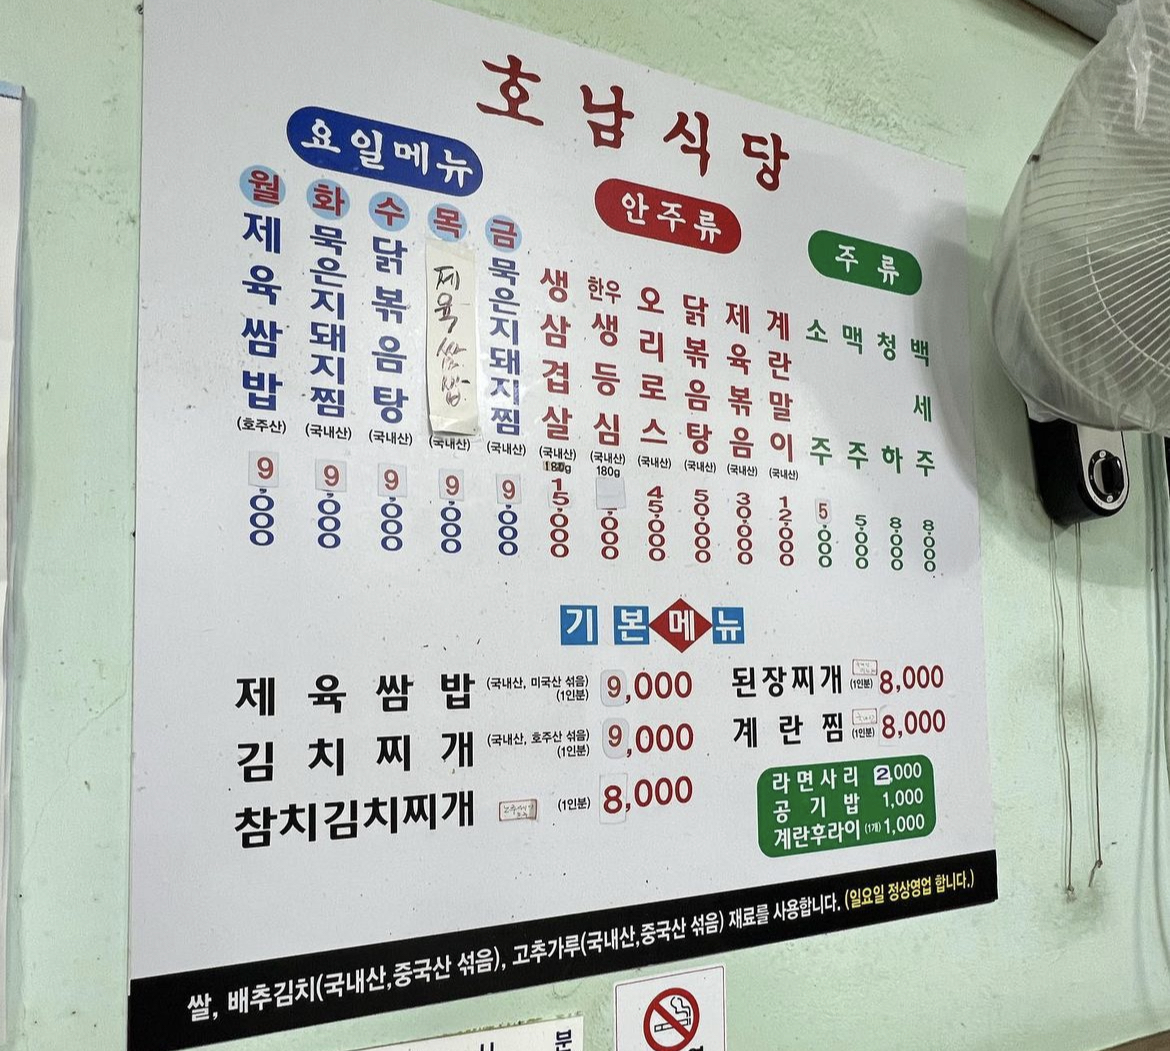 호남식당
요일메뉴
월 제육쌈밥 (호주산) 9,000
화 묵은지돼지찜 (국내산) 9,000
수 닭볶음탕 (국내산) 9,000
목 제육쌈밥 (국내산) 9,000
금 묵은지돼지찜 (국내산) 9,000
안주류
생삼겹살 (국내산) 180g 15,000
한우생등심 (국내산) 180g ,000
오리로스 (국내산) 45,000
닭볶음탕 (국내산) 50,000
제육볶음 (국내산) 30,000
계란말이 (국내산) 12,000
주류
소주 5,000
맥주 5,000
청하 8,000
백세주 8,000
기본메뉴
제육쌈밥 (국내산, 미국산 섞음) (1인분) 9,000
김치찌개 (국내산, 호주산 섞음) (1인분) 9,000
참치김치찌개 (1인분) 8,000
된장찌개 (1인분) 8,000
계란찜 (1인분) 8,000
라면사리 2,000
공기밥 1,000
계란후라이 (1개) 1,000
쌀, 배추김치(국내산,중국산 섞음), 고추가루(국내산,중국산 섞음) 재료를 사용합니다. (일요일 정상영업 합니다.)
분